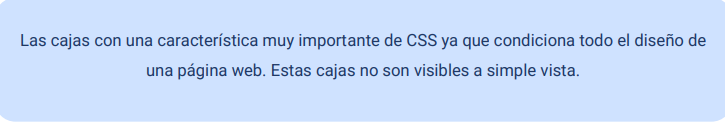 Las cajas con una característica muy importante de CSS ya que condiciona todo el diseño de
una página web. Estas cajas no son visibles a simple vista.